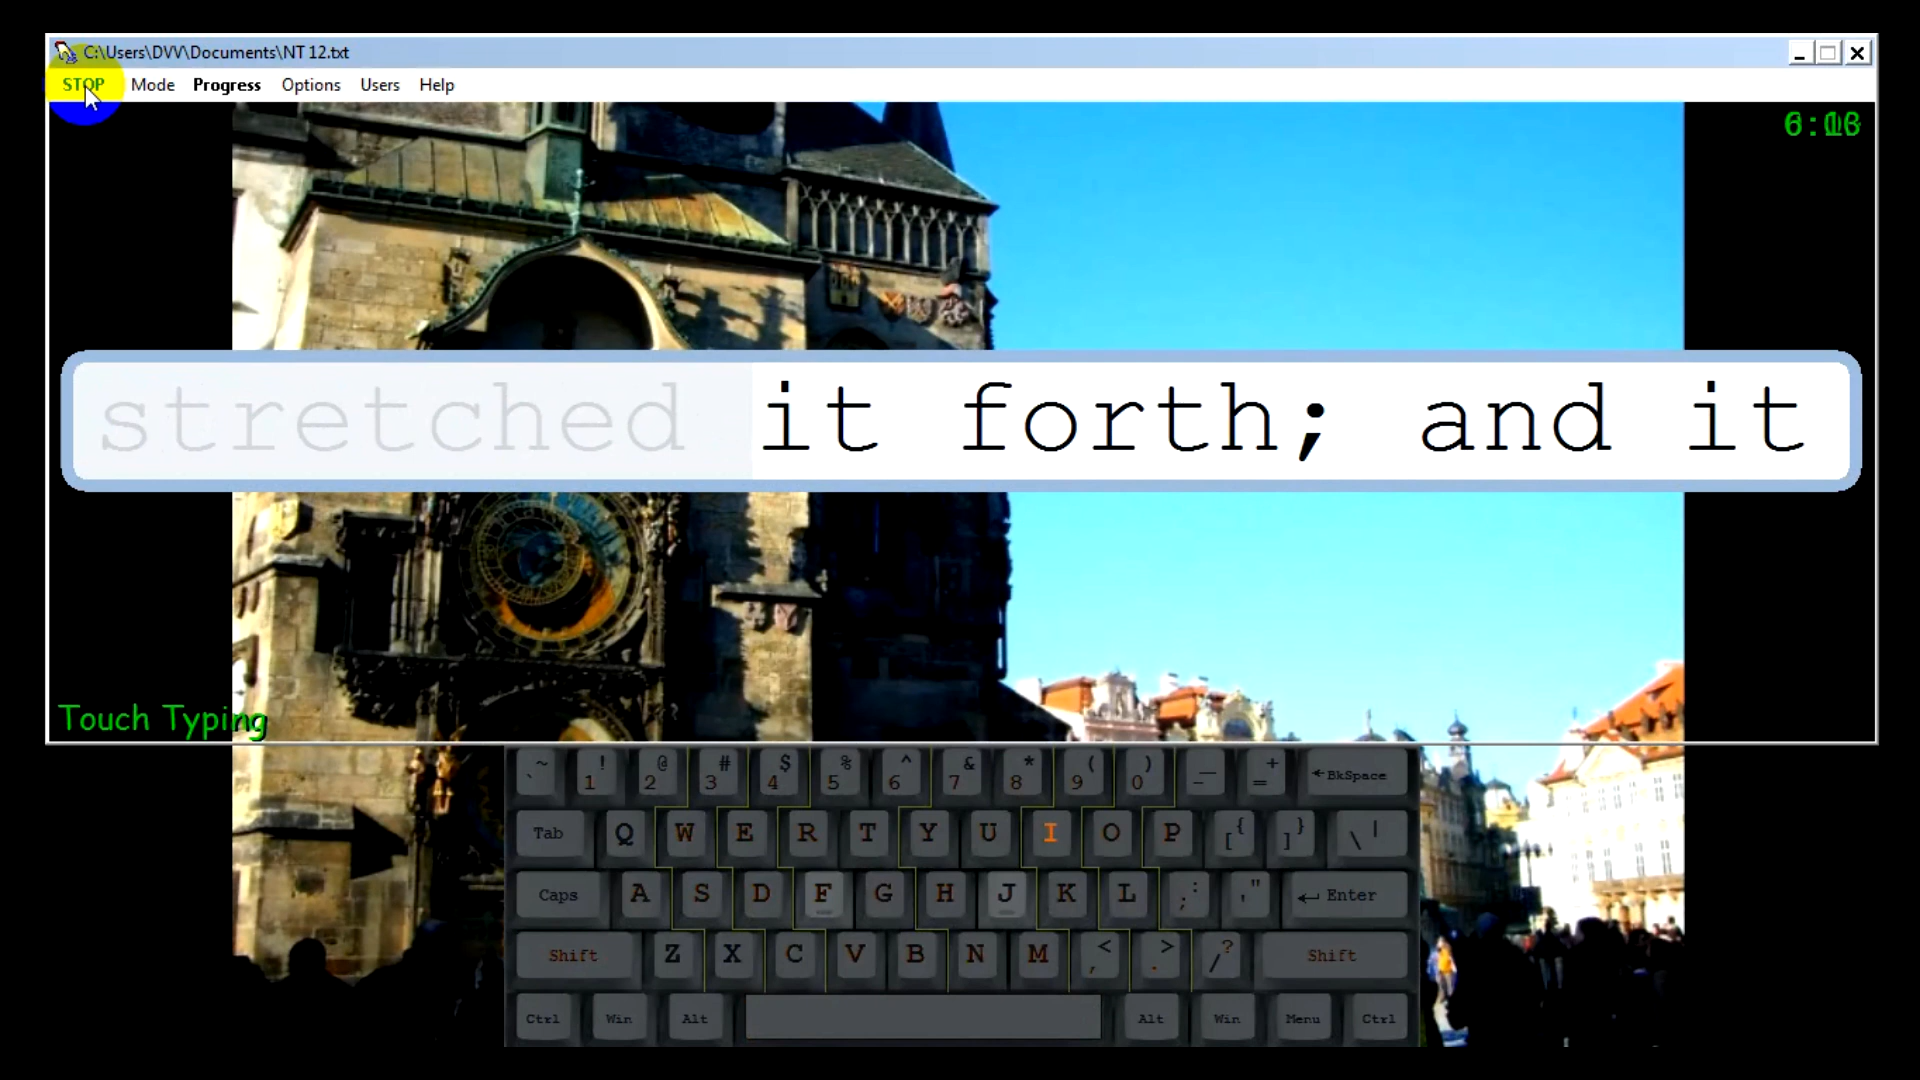 C:\Users\DVV\Documents\NT 12.txt
STOP Mode Progress Options Users Help
stretched it forth; and it
Touch Typing
` ~ 1 ! 2 @ 3 # 4 $ 5 % 6 ^ 7 & 8 * 9 ( 0 ) - _ = + ←BkSpace
Tab Q W E R T Y U I O P [ { ] } \ |
Caps A S D F G H J K L ; : ' " ↵ Enter
Shift Z X C V B N M , < . > / ? Shift
Ctrl Win Alt Alt Win Menu Ctrl